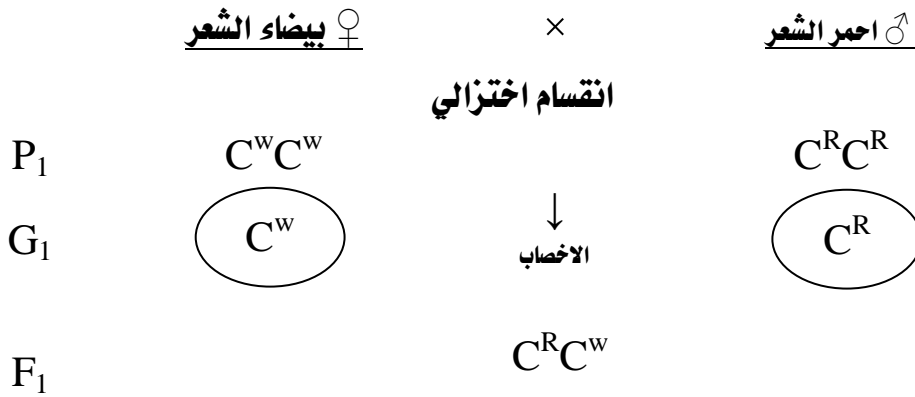 ♂ احمر الشعر × ♀ بيضاء الشعر
انقسام اختزالي
P₁ CʷCʷ CᴿCᴿ
G₁ Cʷ ↓ Cᴿ
الاخصاب
CᴿCʷ
F₁